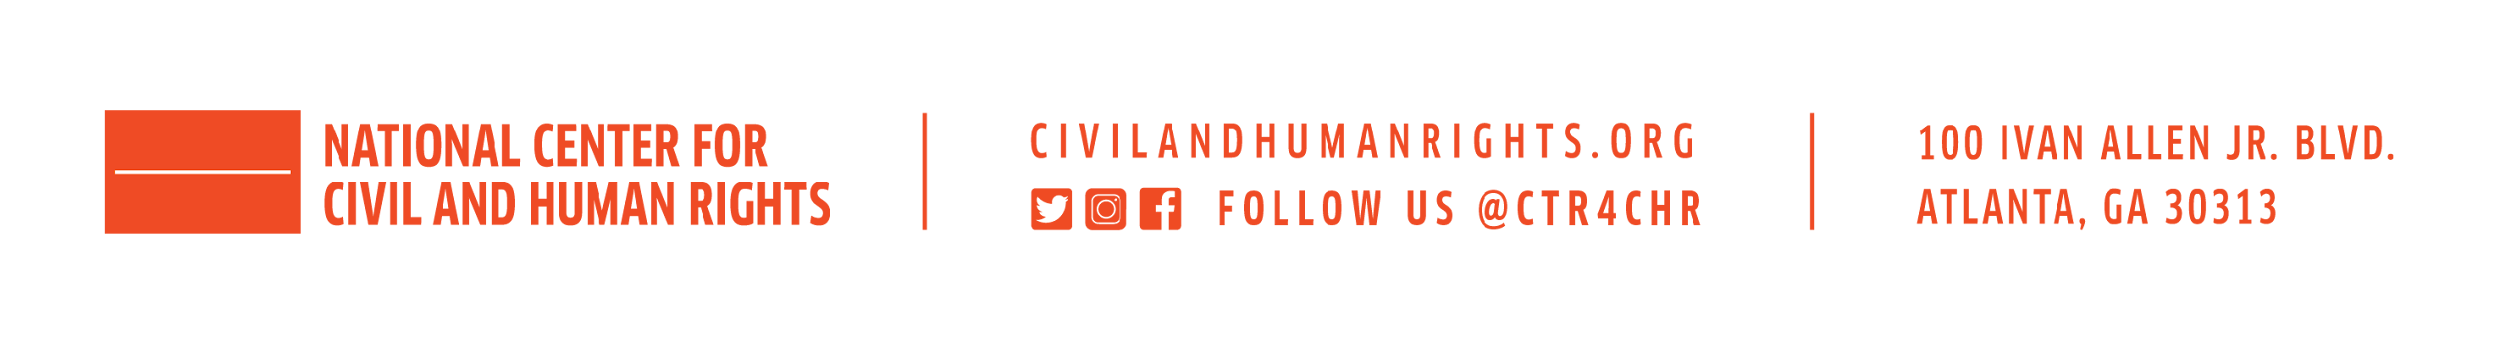 NATIONAL CENTER FOR
CIVIL AND HUMAN RIGHTS
CIVILANDHUMANRIGHTS.ORG
FOLLOW US @CTR4CHR
100 IVAN ALLEN JR. BLVD.
ATLANTA, GA 30313